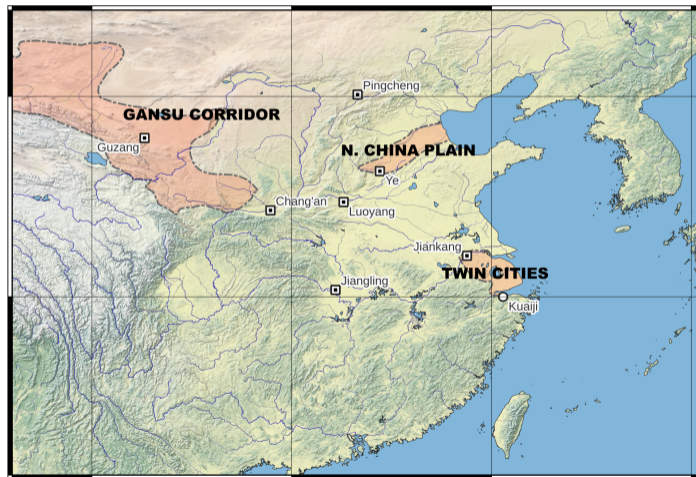 Pingcheng
GANSU CORRIDOR
Guzang
N. CHINA PLAIN
Ye
Chang'an
Luoyang
Jiankang
TWIN CITIES
Jiangling
Kuaiji